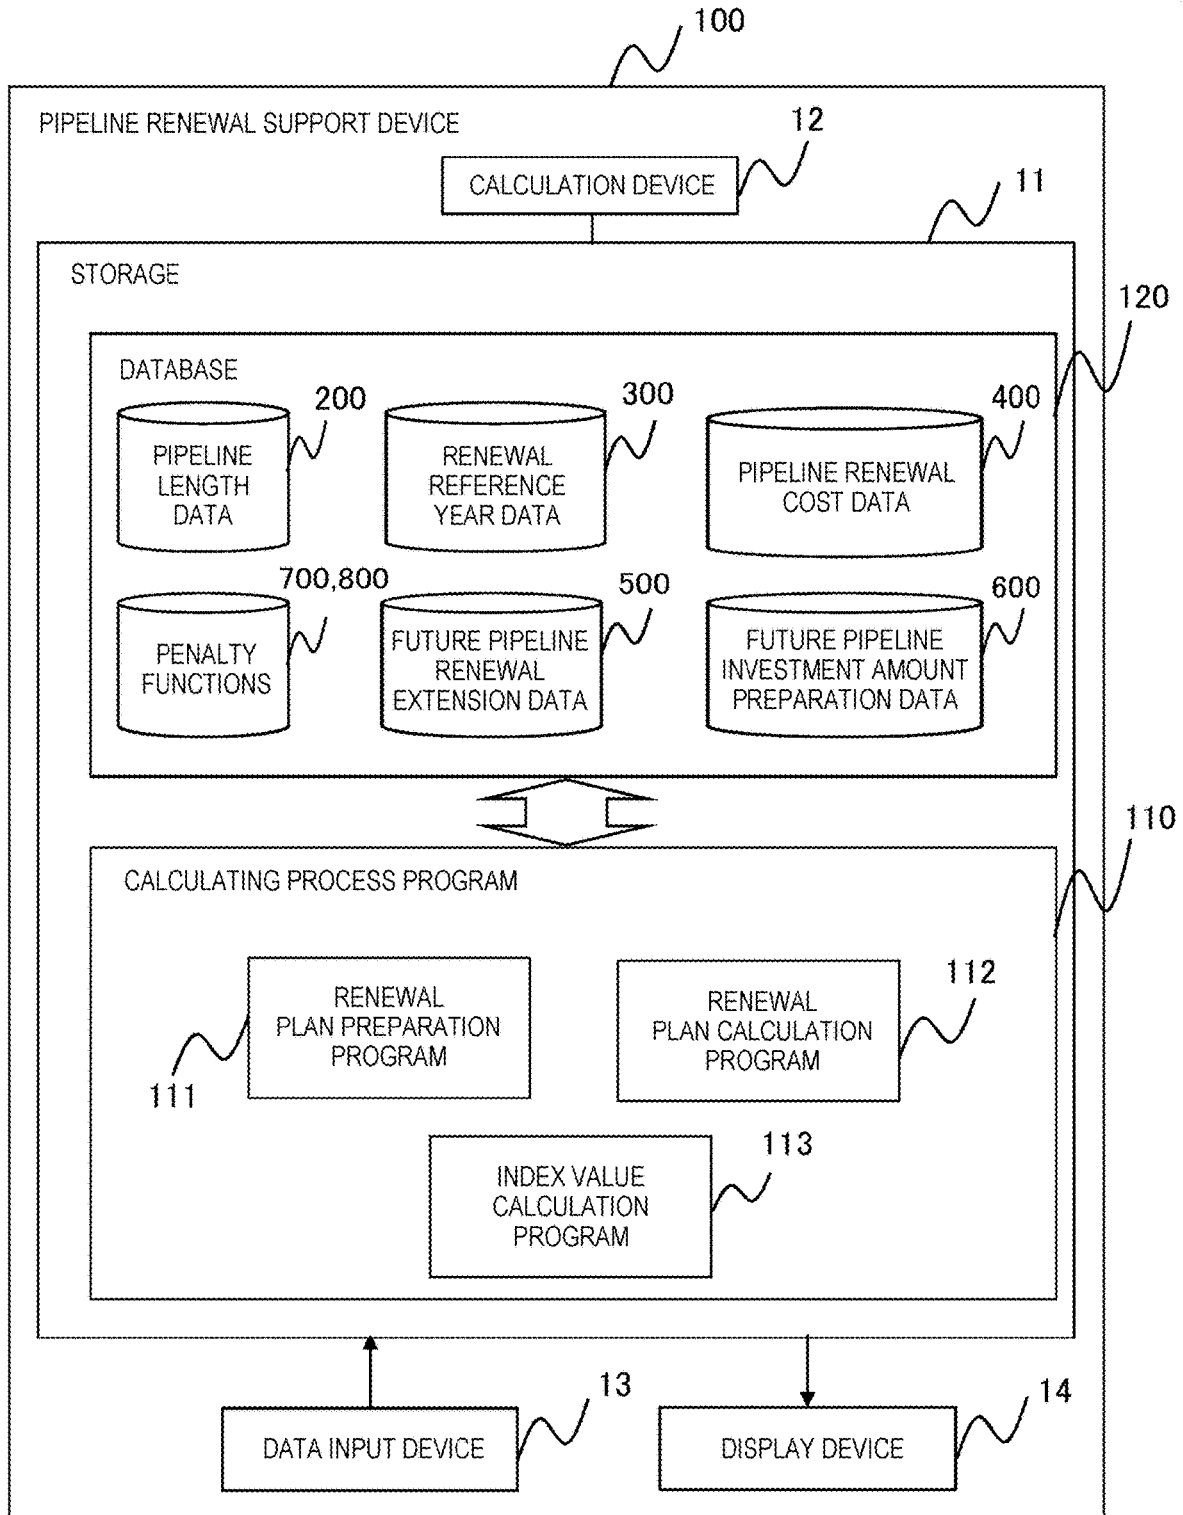 100
PIPELINE RENEWAL SUPPORT DEVICE
12
CALCULATION DEVICE
11
STORAGE
120
DATABASE
200
PIPELINE
LENGTH
DATA
300
RENEWAL
REFERENCE
YEAR DATA
400
PIPELINE RENEWAL
COST DATA
700,800
PENALTY
FUNCTIONS
500
FUTURE PIPELINE
RENEWAL
EXTENSION DATA
600
FUTURE PIPELINE
INVESTMENT AMOUNT
PREPARATION DATA
110
CALCULATING PROCESS PROGRAM
RENEWAL
PLAN PREPARATION
PROGRAM
111
112
RENEWAL
PLAN CALCULATION
PROGRAM
113
INDEX VALUE
CALCULATION
PROGRAM
13
DATA INPUT DEVICE
14
DISPLAY DEVICE